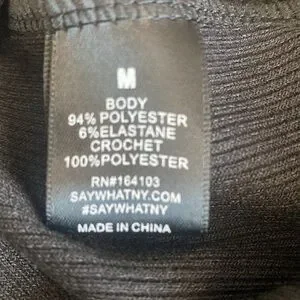 M
BODY
94% POLYESTER
6%ELASTANE
CROCHET
100%POLYESTER
RN#164103
SAYWHATNY.COM
#SAYWHATNY
MADE IN CHINA